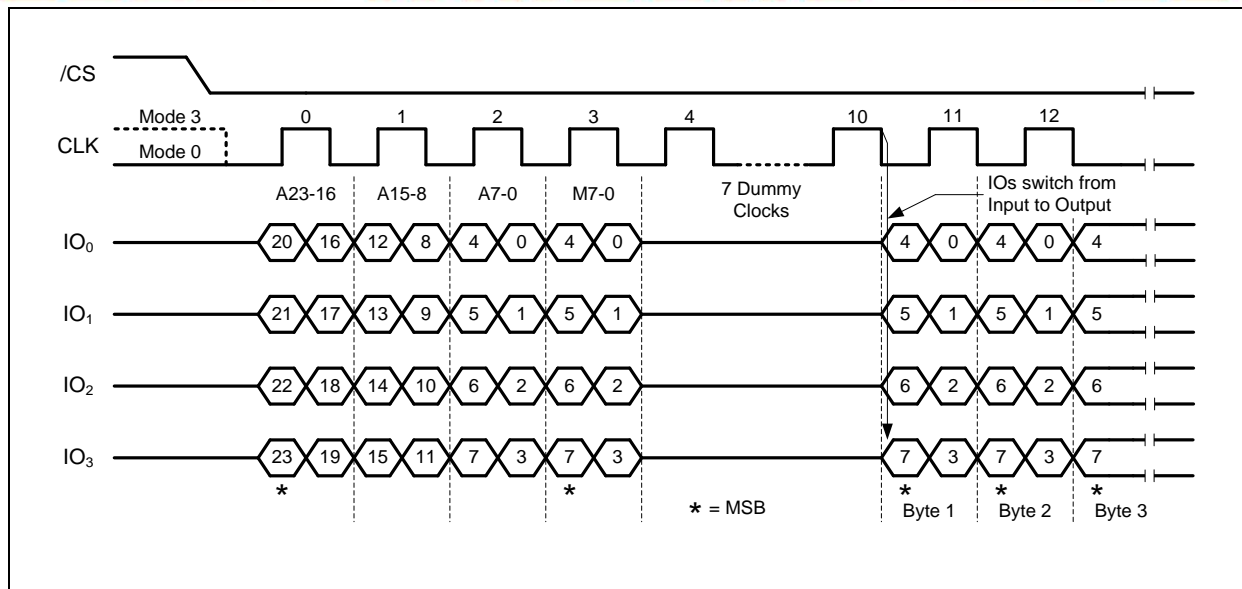 /CS
Mode 3
0 1 2 3 4 10 11 12
CLK
Mode 0
A23-16 A15-8 A7-0 M7-0 7 Dummy Clocks IOs switch from Input to Output
IO₀ 20 16 12 8 4 0 4 0 4 0 4 0 4
IO₁ 21 17 13 9 5 1 5 1 5 1 5 1 5
IO₂ 22 18 14 10 6 2 6 2 6 2 6 2 6
IO₃ 23 19 15 11 7 3 7 3 7 3 7 3 7
* * * * *
* = MSB Byte 1 Byte 2 Byte 3